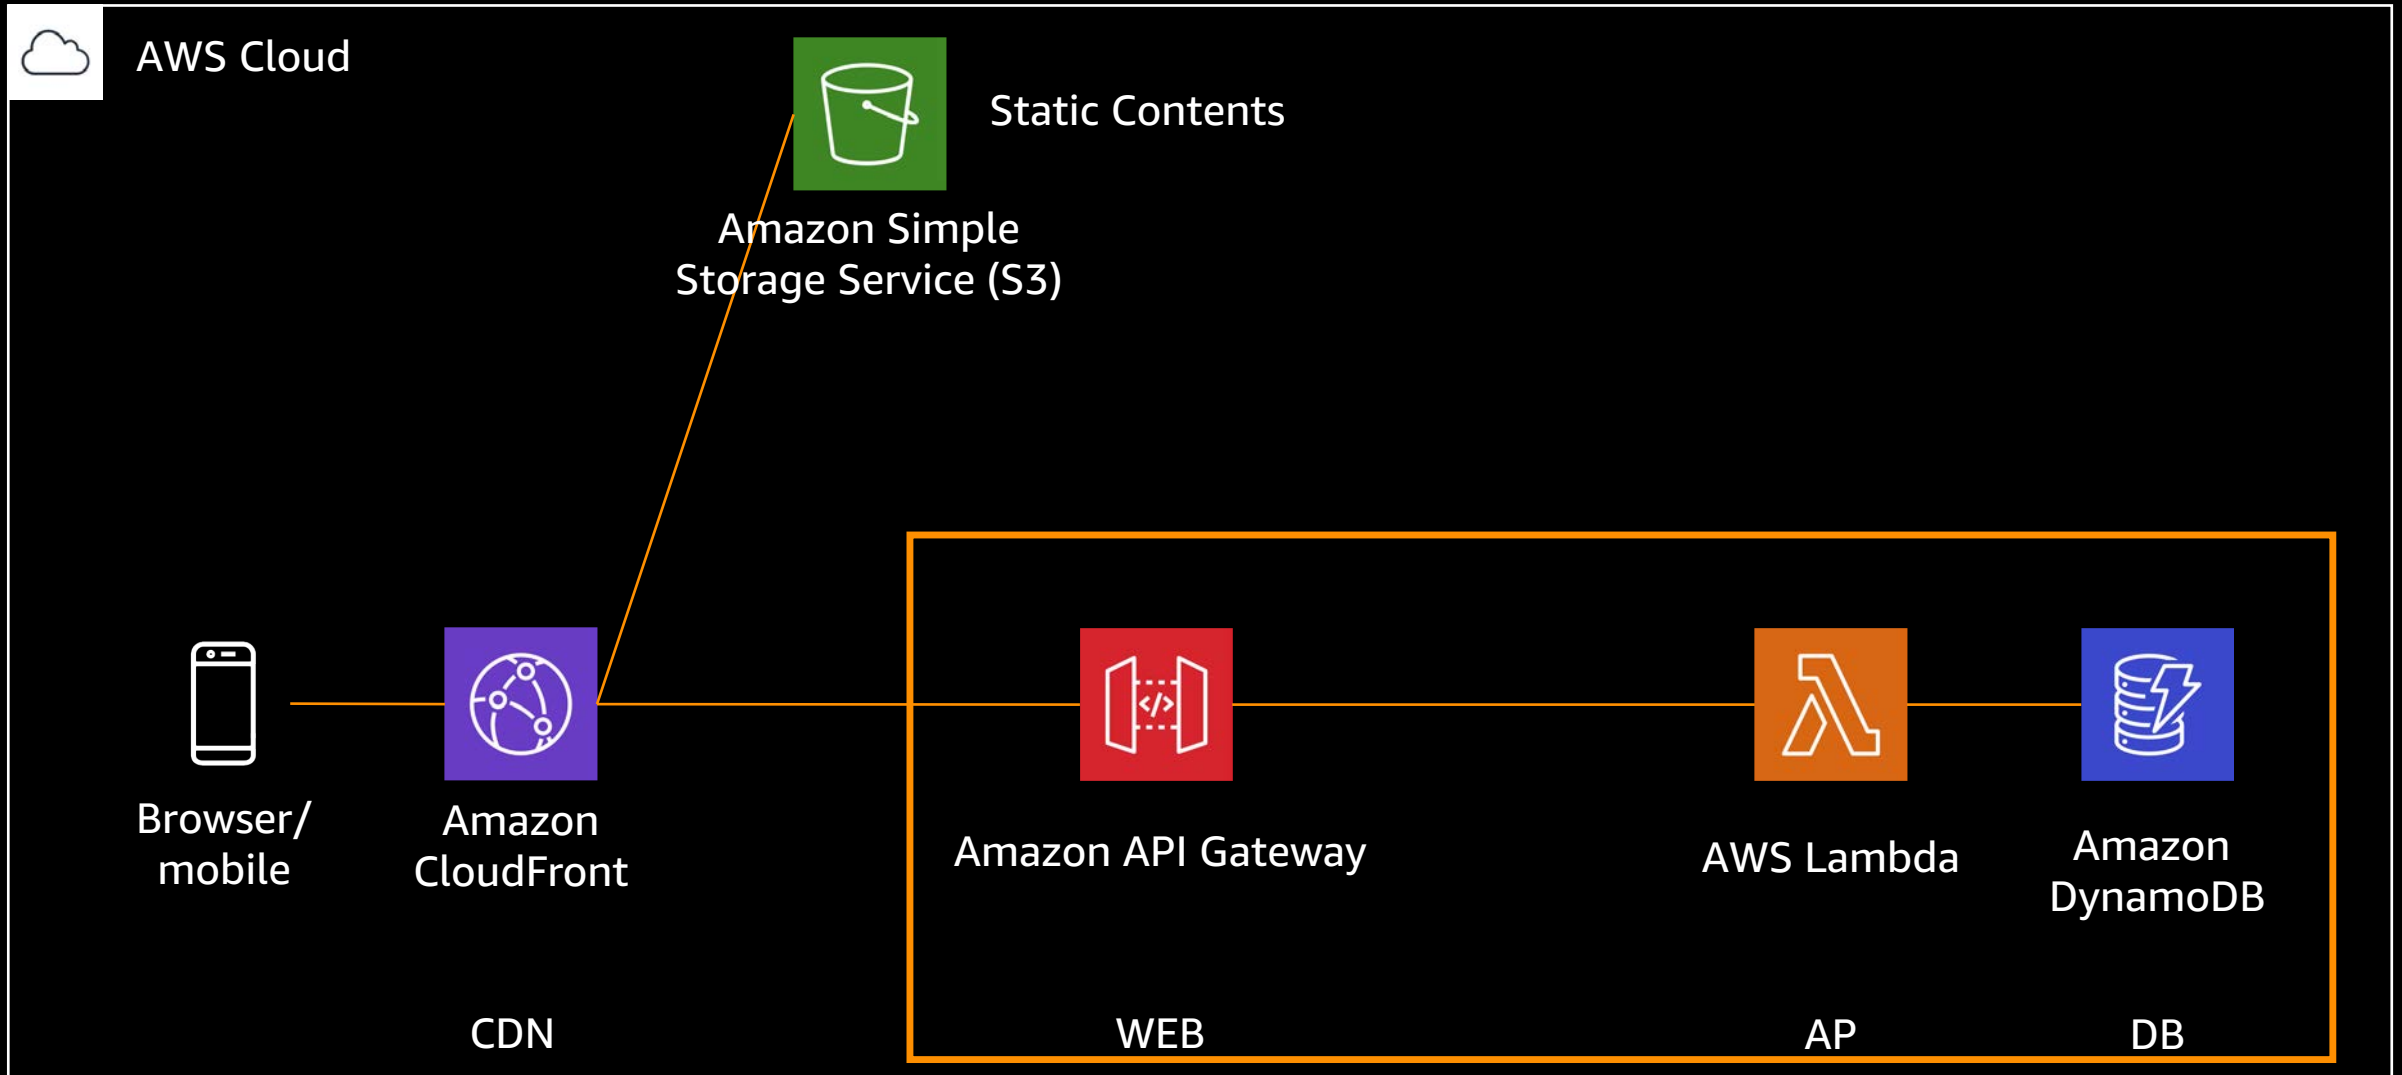 AWS Cloud
Static Contents
Amazon Simple
Storage Service (S3)
Browser/
mobile
Amazon
CloudFront
Amazon API Gateway
AWS Lambda
Amazon
DynamoDB
CDN
WEB
AP
DB